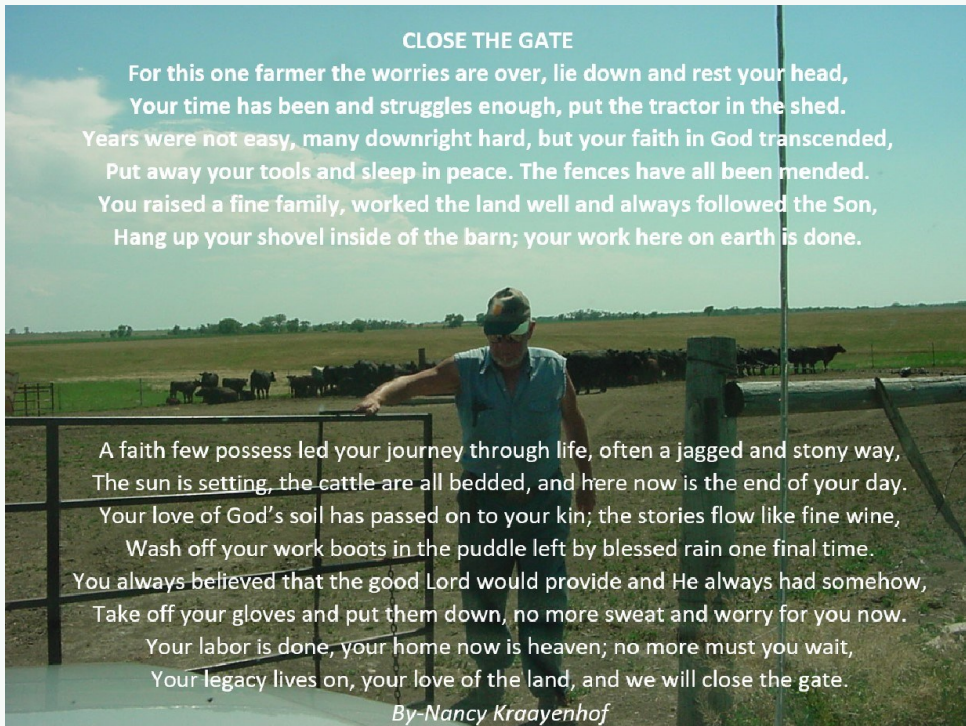 CLOSE THE GATE
For this one farmer the worries are over, lie down and rest your head,
Your time has been and struggles enough, put the tractor in the shed.
Years were not easy, many downright hard, but your faith in God transcended,
Put away your tools and sleep in peace. The fences have all been mended.
You raised a fine family, worked the land well and always followed the Son,
Hang up your shovel inside of the barn; your work here on earth is done.
A faith few possess led your journey through life, often a jagged and stony way,
The sun is setting, the cattle are all bedded, and here now is the end of your day.
Your love of God’s soil has passed on to your kin; the stories flow like fine wine,
Wash off your work boots in the puddle left by blessed rain one final time.
You always believed that the good Lord would provide and He always had somehow,
Take off your gloves and put them down, no more sweat and worry for you now.
Your labor is done, your home now is heaven; no more must you wait,
Your legacy lives on, your love of the land, and we will close the gate.
By-Nancy Kraayenhof